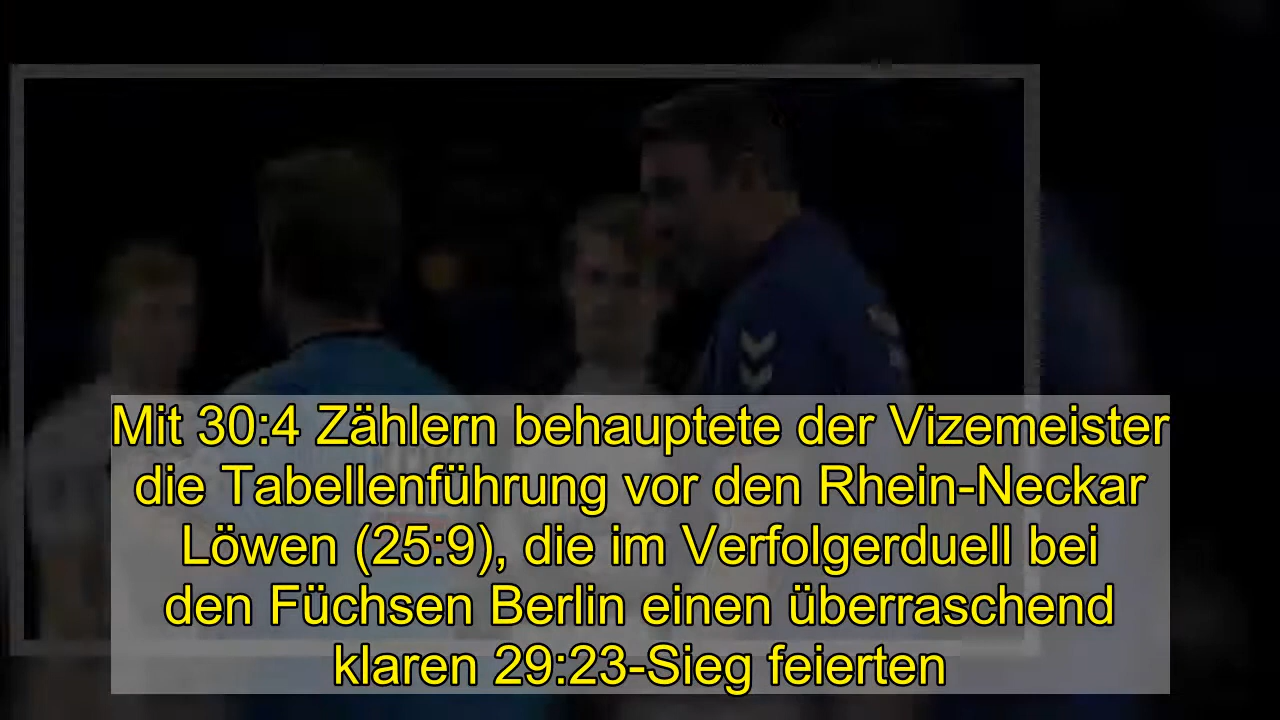 Mit 30:4 Zählern behauptete der Vizemeister
die Tabellenführung vor den Rhein-Neckar
Löwen (25:9), die im Verfolgerduell bei
den Füchsen Berlin einen überraschend
klaren 29:23-Sieg feierten